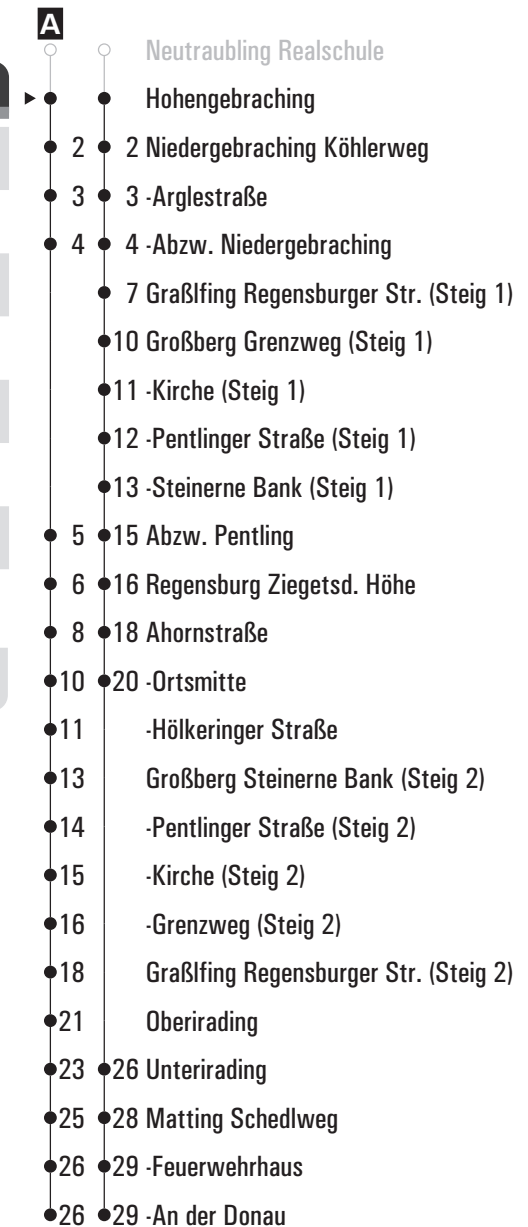 A
Neutraubling Realschule
Hohengebraching
2 2 Niedergebraching Köhlerweg
3 3 -Arglestraße
4 4 -Abzw. Niedergebraching
7 Graßlfing Regensburger Str. (Steig 1)
10 Großberg Grenzweg (Steig 1)
11 -Kirche (Steig 1)
12 -Pentlinger Straße (Steig 1)
13 -Steinerne Bank (Steig 1)
5 15 Abzw. Pentling
6 16 Regensburg Ziegetsd. Höhe
8 18 Ahornstraße
10 20 -Ortsmitte
11 -Hölkeringer Straße
13 Großberg Steinerne Bank (Steig 2)
14 -Pentlinger Straße (Steig 2)
15 -Kirche (Steig 2)
16 -Grenzweg (Steig 2)
18 Graßlfing Regensburger Str. (Steig 2)
21 Oberirading
23 26 Unterirading
25 28 Matting Schedlweg
26 29 -Feuerwehrhaus
26 29 -An der Donau